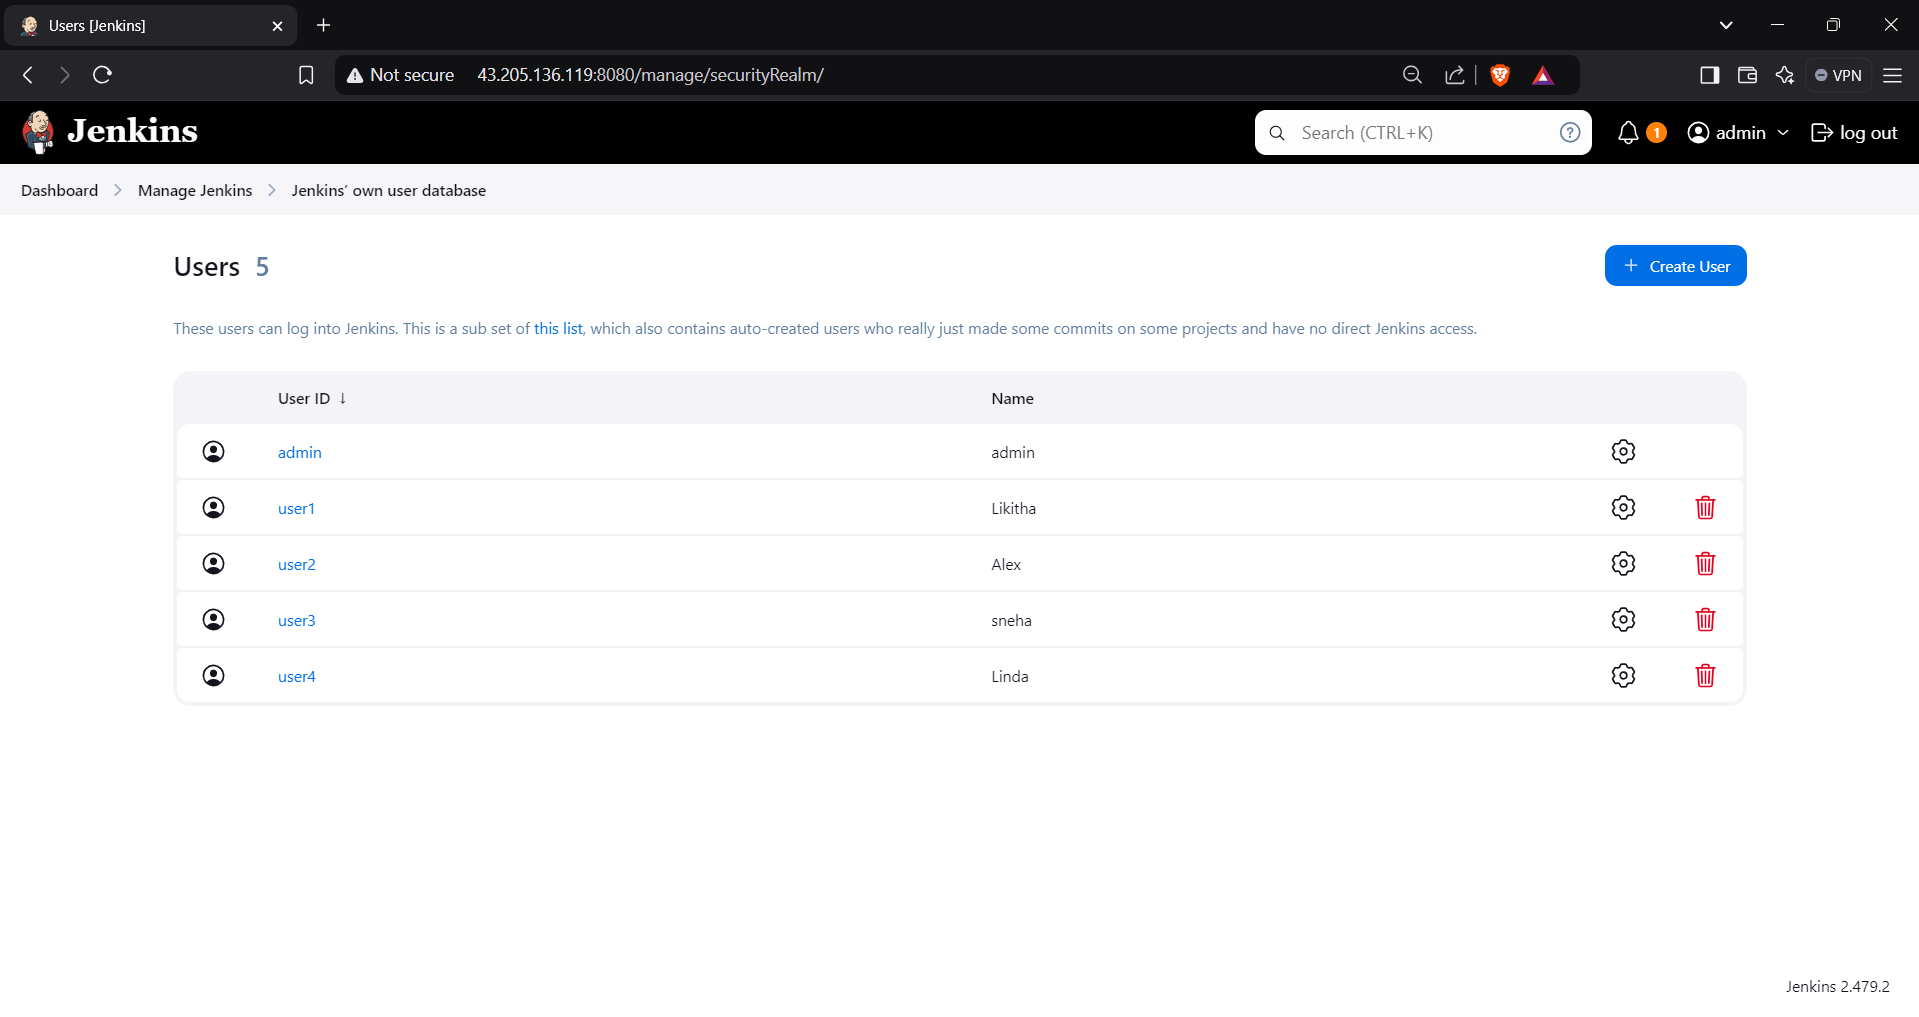 Users [Jenkins]
Not secure 43.205.136.119:8080/manage/securityRealm/ VPN
Jenkins Search (CTRL+K) ? 1 admin log out
Dashboard Manage Jenkins Jenkins’ own user database
Users 5 + Create User
These users can log into Jenkins. This is a sub set of this list, which also contains auto-created users who really just made some commits on some projects and have no direct Jenkins access.
User ID ↓ Name
admin admin
user1 Likitha
user2 Alex
user3 sneha
user4 Linda
Jenkins 2.479.2